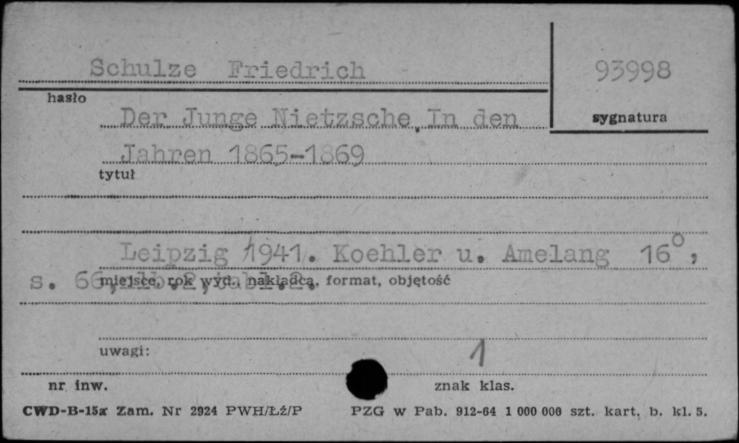 Schulze Friedrich
93998
hasło
sygnatura
Der Junge Nietzsche. In den
Jahren 1865-1869
tytuł
Leipzig 1941. Koehler u. Amelang 16°,
s. 66,
miejsce, rok wyd., nakładca, format, objętość
uwagi:
1
nr inw.
znak klas.
CWD-B-15x Zam. Nr 2924 PWH/Łź/P
PZG w Pab. 912-64 1 000 000 szt. kart. b. kl. 5.